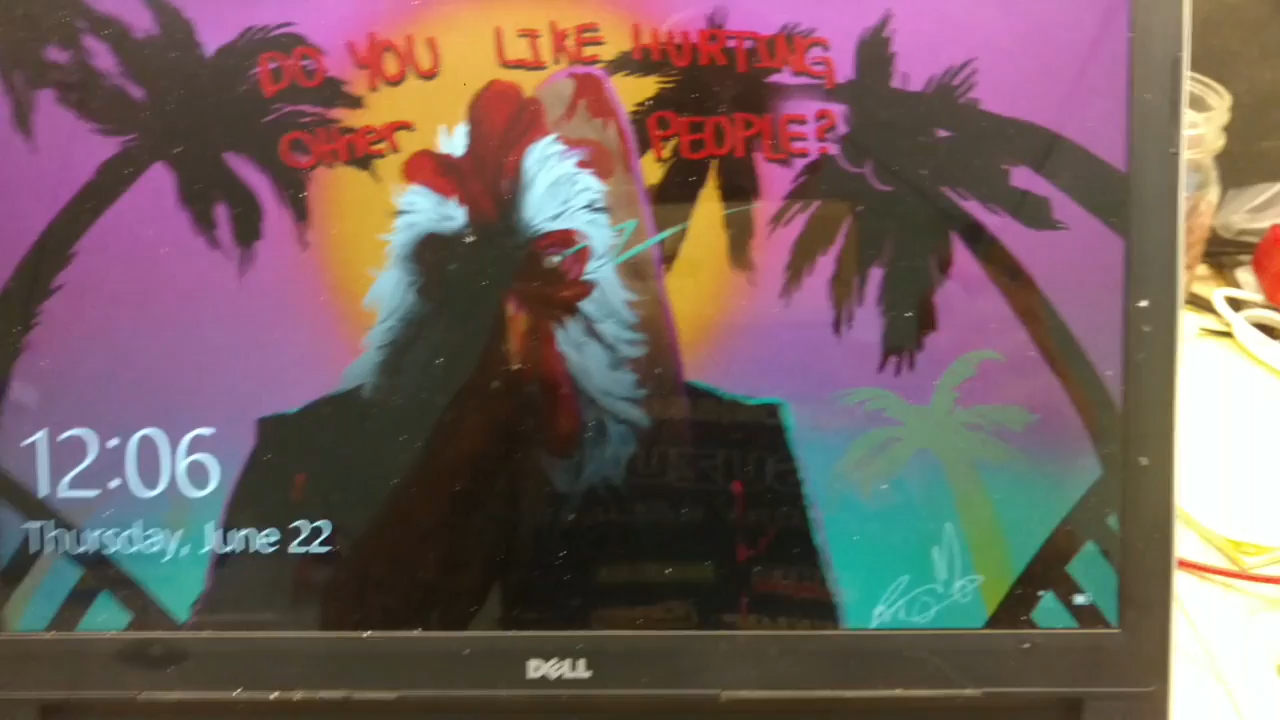 DO YOU LIKE HURTING
Other PEOPLE?
12:06
Thursday, June 22
DELL